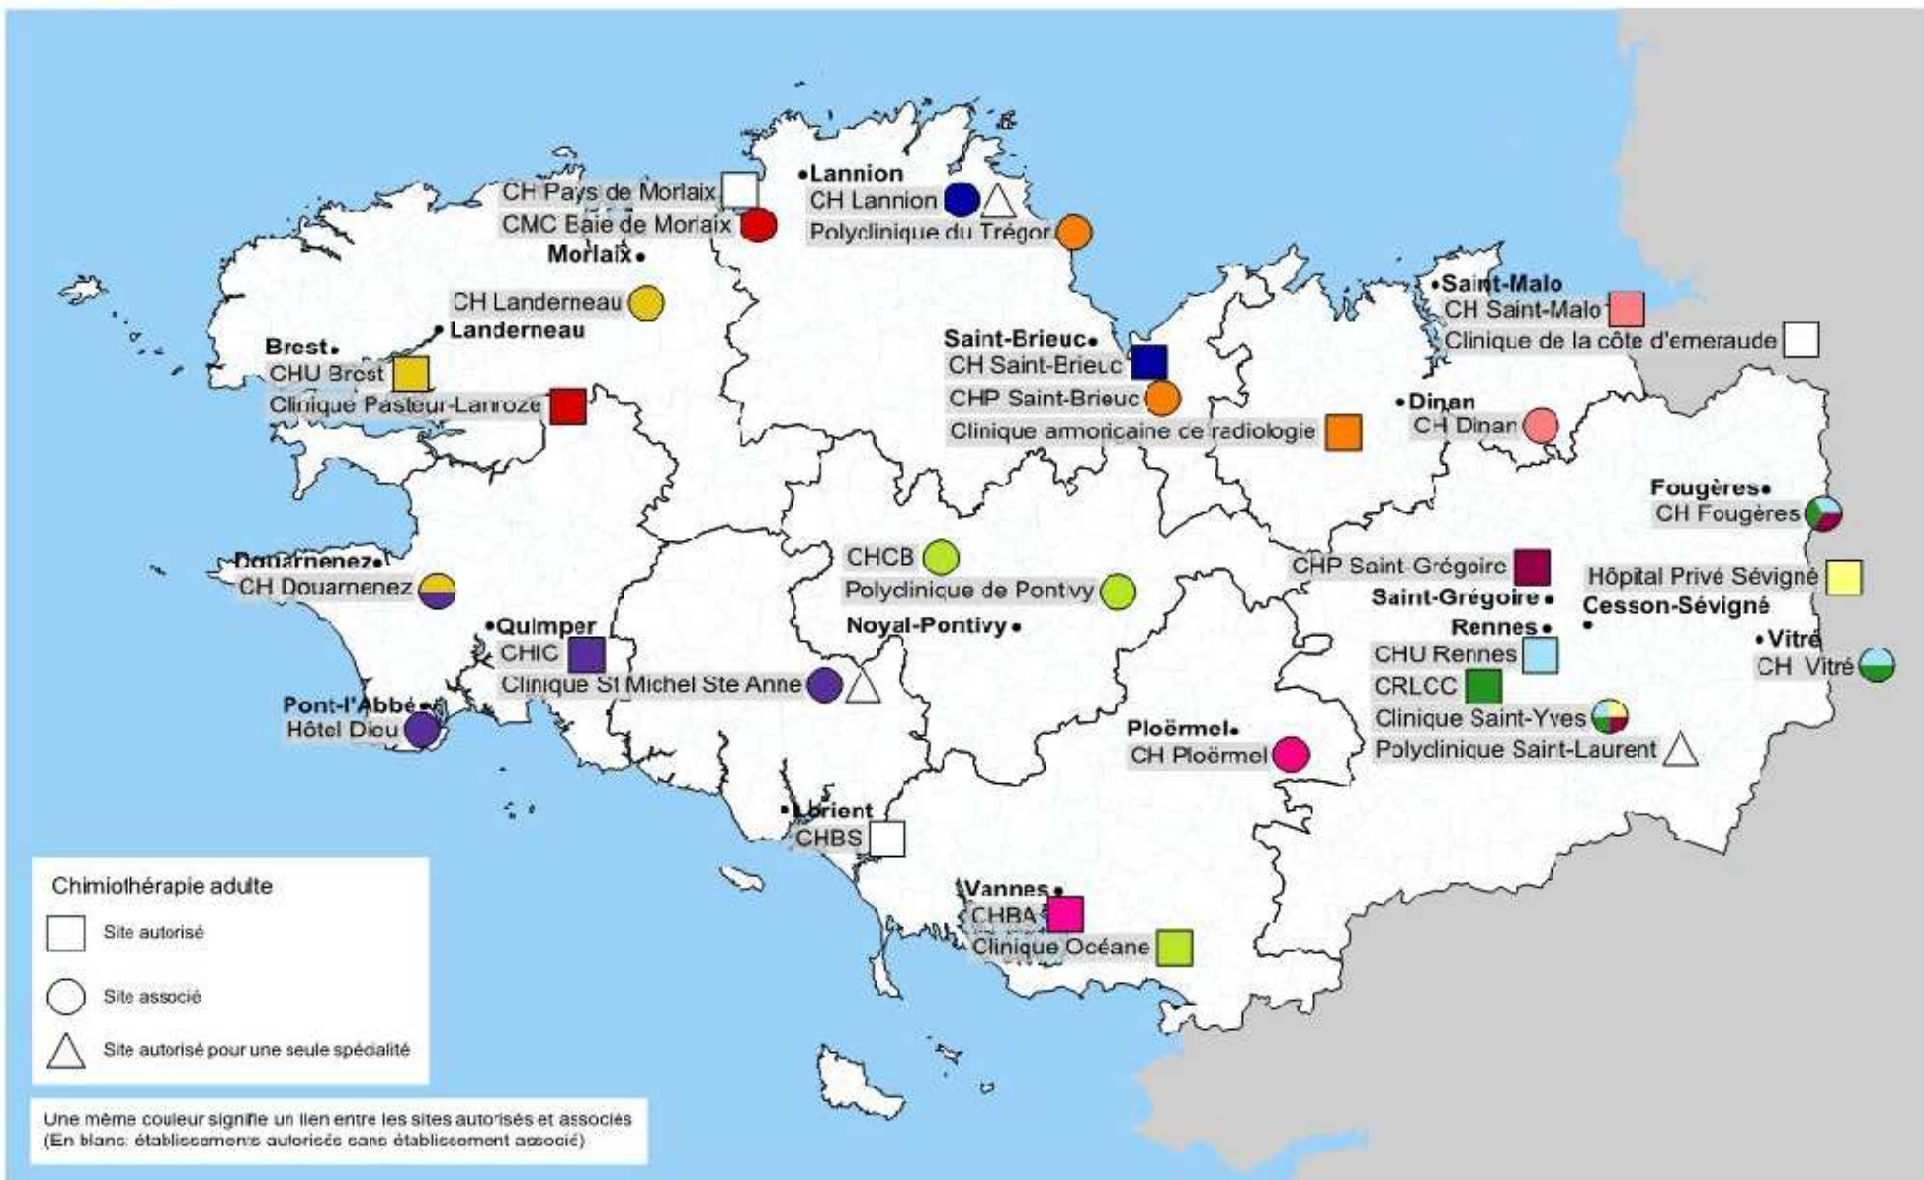 CH Pays de Morlaix
CMC Baie de Morlaix
Morlaix
Lannion
CH Lannion
Polyclinique du Trégor
CH Landerneau
Landerneau
Brest
CHU Brest
Clinique Pasteur-Lanroze
Saint-Brieuc
CH Saint-Brieuc
CHP Saint-Brieuc
Clinique armoricaine de radiologie
Saint-Malo
CH Saint-Malo
Clinique de la côte d'émeraude
Dinan
CH Dinan
Fougères
CH Fougères
Douarnenez
CH Douarnenez
CHCB
Polyclinique de Pontivy
Noyal-Pontivy
CHP Saint-Grégoire
Saint-Grégoire
Hôpital Privé Sévigné
Cesson-Sévigné
Quimper
CHIC
Clinique St Michel Ste Anne
Pont-l'Abbé
Hôtel Dieu
Rennes
CHU Rennes
CRLCC
Clinique Saint-Yves
Polyclinique Saint-Laurent
Vitré
CH Vitré
Ploërmel
CH Ploërmel
Lorient
CHBS
Vannes
CHBA
Clinique Océane
Chimiothérapie adulte
Site autorisé
Site associé
Site autorisé pour une seule spécialité
Une même couleur signifie un lien entre les sites autorisés et associés
(En blanc: établissements autorisés sans établissement associé)